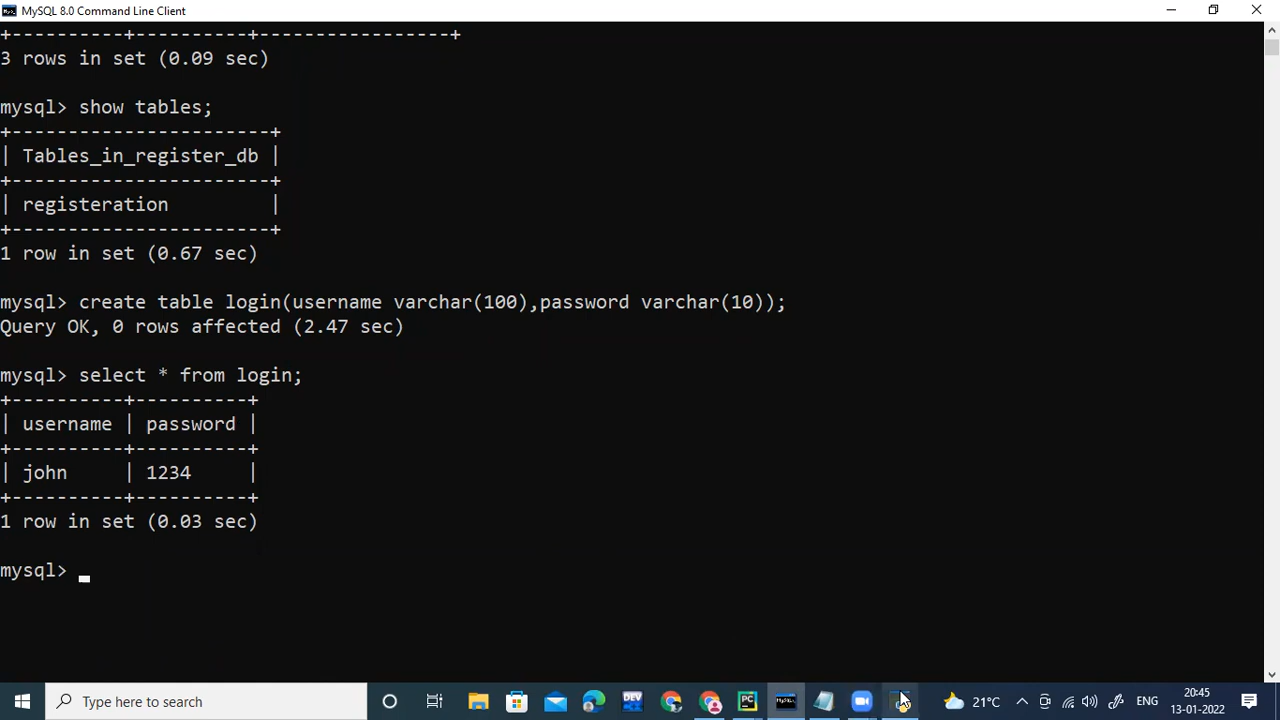 MySQL 8.0 Command Line Client
+----------+----------+-----------------+
3 rows in set (0.09 sec)
mysql> show tables;
+-----------------------+
| Tables_in_register_db |
+-----------------------+
| registeration         |
+-----------------------+
1 row in set (0.67 sec)
mysql> create table login(username varchar(100),password varchar(10));
Query OK, 0 rows affected (2.47 sec)
mysql> select * from login;
+----------+----------+
| username | password |
+----------+----------+
| john     | 1234     |
+----------+----------+
1 row in set (0.03 sec)
mysql>
Type here to search
DEV
PC
21°C
ENG
20:45
13-01-2022